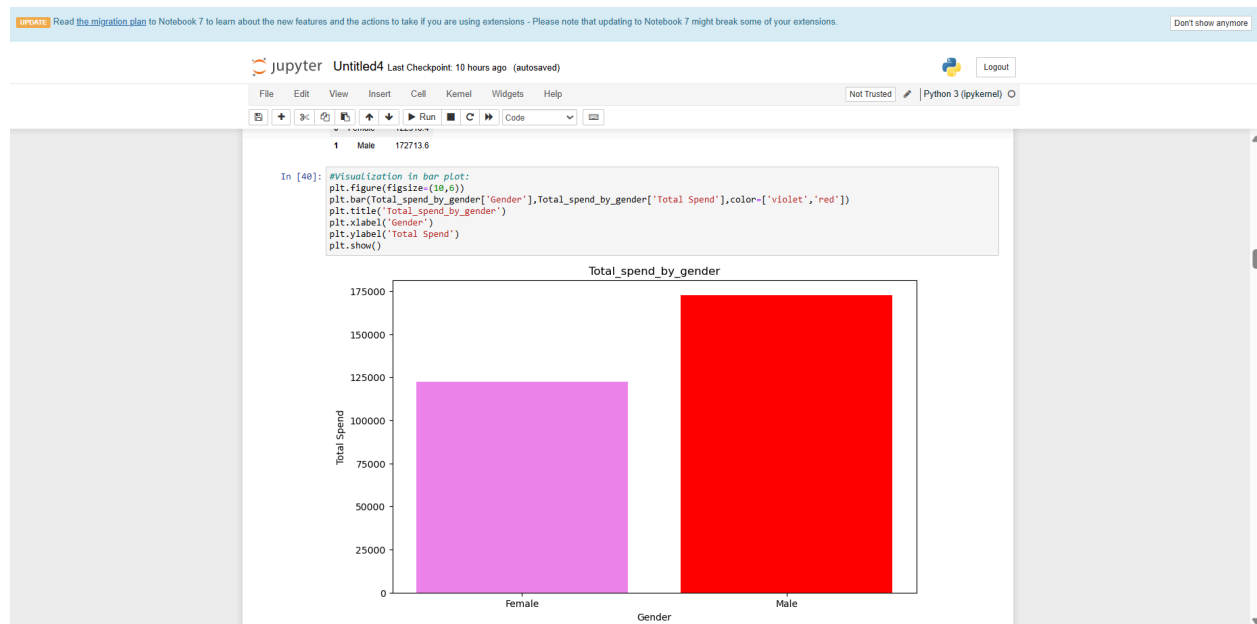 UPDATE Read the migration plan to Notebook 7 to learn about the new features and the actions to take if you are using extensions - Please note that updating to Notebook 7 might break some of your extensions.
Don't show anymore
jupyter Untitled4 Last Checkpoint: 10 hours ago (autosaved)
Logout
File Edit View Insert Cell Kernel Widgets Help
Not Trusted Python 3 (ipykernel)
Run Code
0 Female
1 Male 172713.6
In [40]: #Visualization in bar plot:
plt.figure(figsize=(10,6))
plt.bar(Total_spend_by_gender['Gender'],Total_spend_by_gender['Total Spend'],color=['violet','red'])
plt.title('Total_spend_by_gender')
plt.xlabel('Gender')
plt.ylabel('Total Spend')
plt.show()
Total_spend_by_gender
175000
150000
125000
100000
75000
50000
25000
0
Total Spend
Female Male
Gender